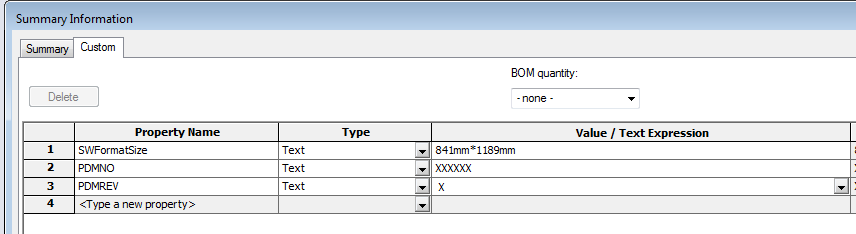 Summary Information
Summary Custom
BOM quantity:
Delete
- none -
Property Name Type Value / Text Expression
1 SWFormatSize Text 841mm*1189mm
2 PDMNO Text XXXXXX
3 PDMREV Text X
4 <Type a new property>